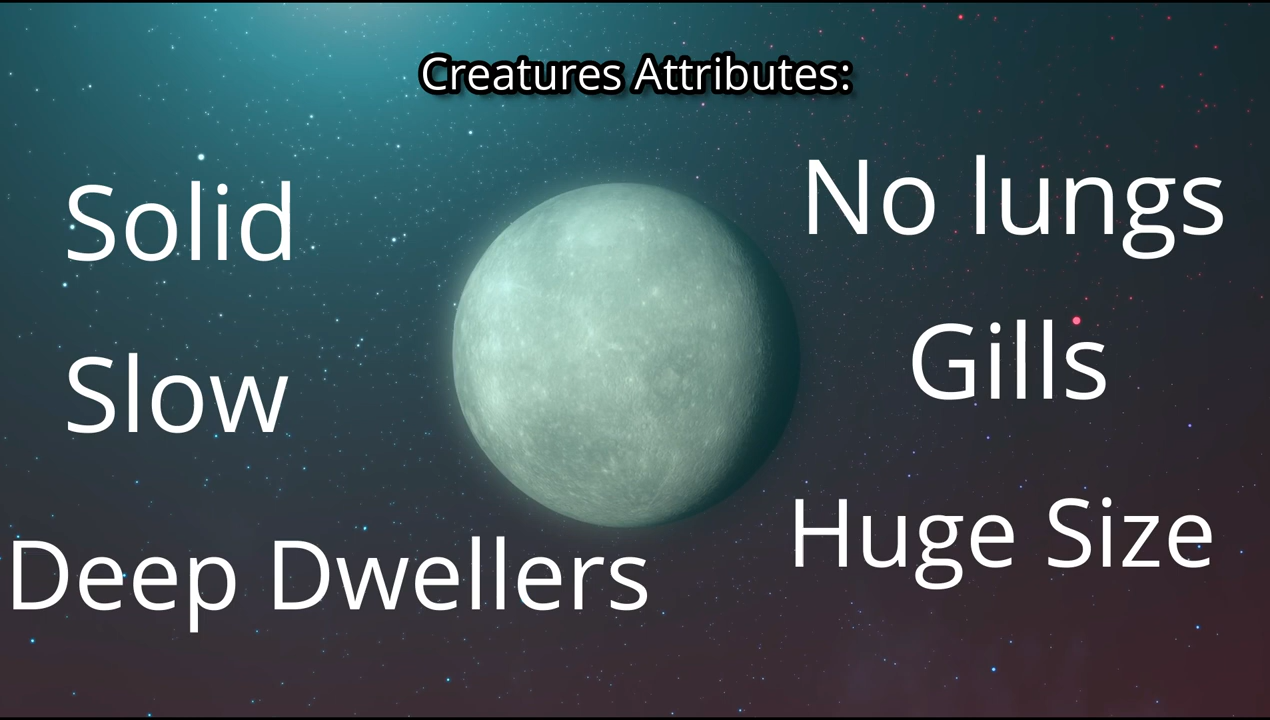 Creatures Attributes:
Solid
Slow
Deep Dwellers
No lungs
Gills
Huge Size